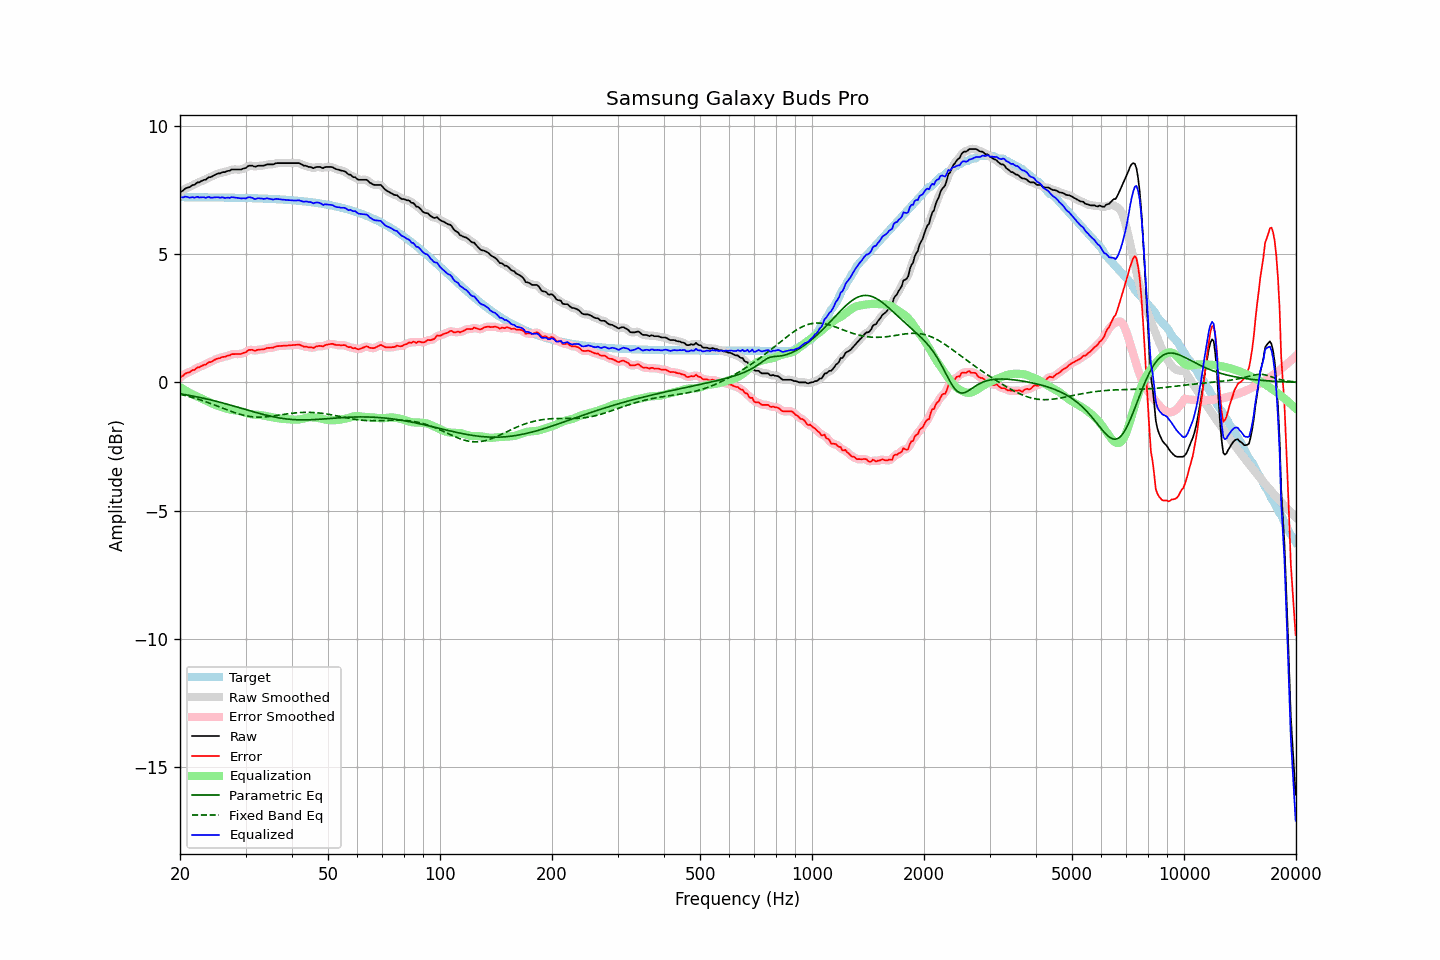 Samsung Galaxy Buds Pro
10
5
0
−5
−10
−15
Amplitude (dBr)
Target
Raw Smoothed
Error Smoothed
Raw
Error
Equalization
Parametric Eq
Fixed Band Eq
Equalized
20 50 100 200 500 1000 2000 5000 10000 20000
Frequency (Hz)